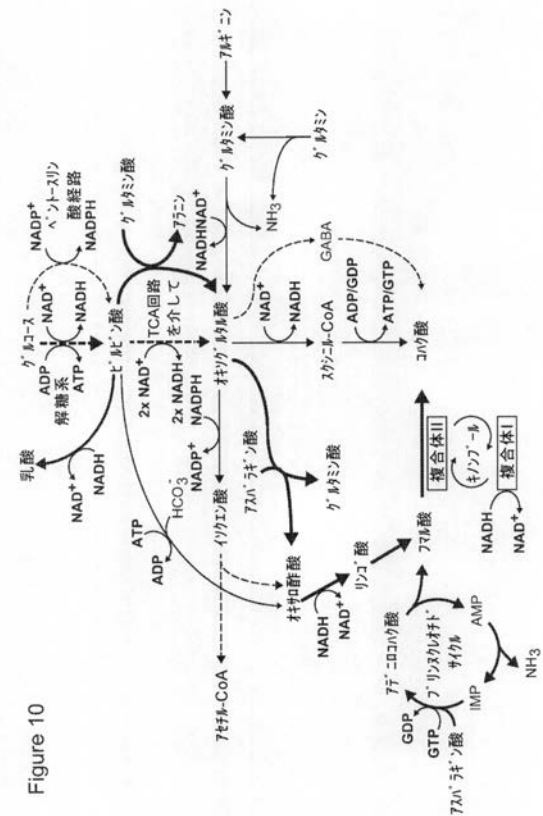 Figure 10
グルコース
NADP⁺
ペントースリン
酸経路
NADPH
ADP
NAD⁺
解糖系
ATP
NADH
乳酸
ピルビン酸
NAD⁺
NADH
グルタミン酸
アラニン
2x NAD⁺
TCA回路
を介して
2x NADH
ATP
ADP
HCO₃⁻
NADPH
NADP⁺
NADHNAD⁺
アセチル-CoA
イソクエン酸
オキソグルタル酸
グルタミン酸
アルギニン
NH₃
グルタミン
アスパラギン酸
グルタミン酸
オキサロ酢酸
NAD⁺
NADH
GABA
スクシニル-CoA
ADP/GDP
ATP/GTP
NADH
NAD⁺
リンゴ酸
フマル酸
コハク酸
複合体II
キノンプール
複合体I
NADH
NAD⁺
アデニロコハク酸
GDP
GTP
プリンヌクレオチド
サイクル
アスパラギン酸
IMP
AMP
NH₃